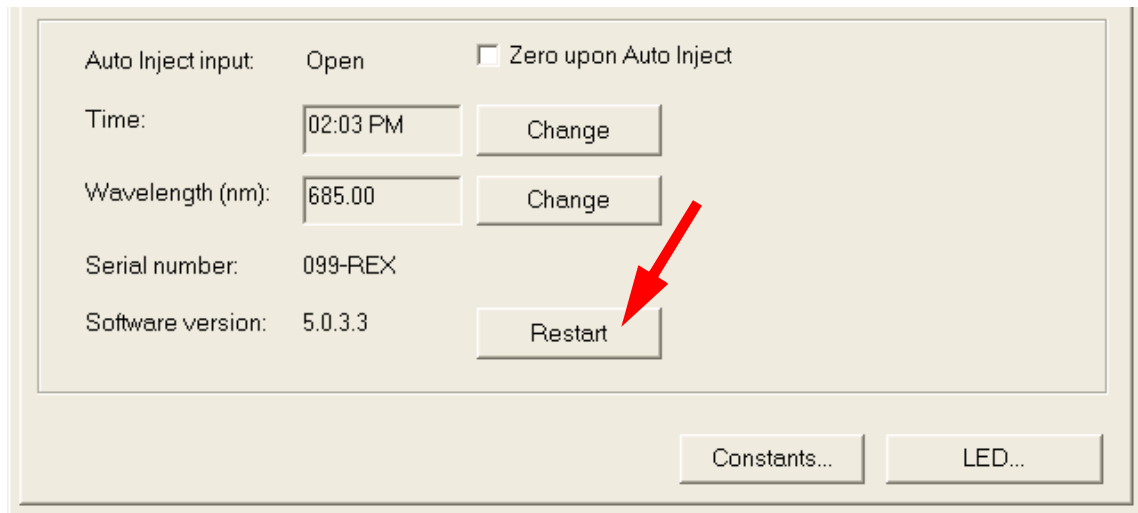 Auto Inject input: Open Zero upon Auto Inject
Time: 02:03 PM Change
Wavelength (nm): 685.00 Change
Serial number: 099-REX
Software version: 5.0.3.3 Restart
Constants... LED...